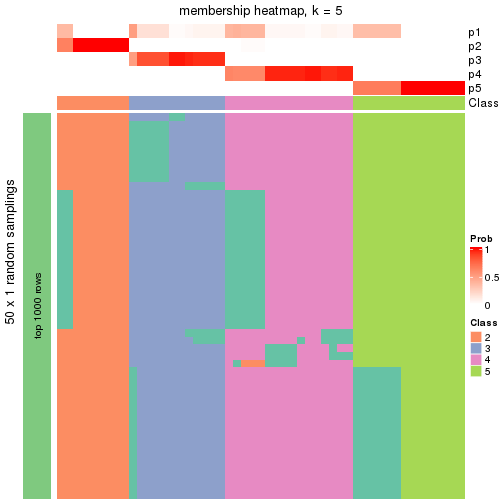 membership heatmap, k = 5
p1
p2
p3
p4
p5
Class
50 x 1 random samplings
top 1000 rows
Prob
1
0.5
0
Class
2
3
4
5